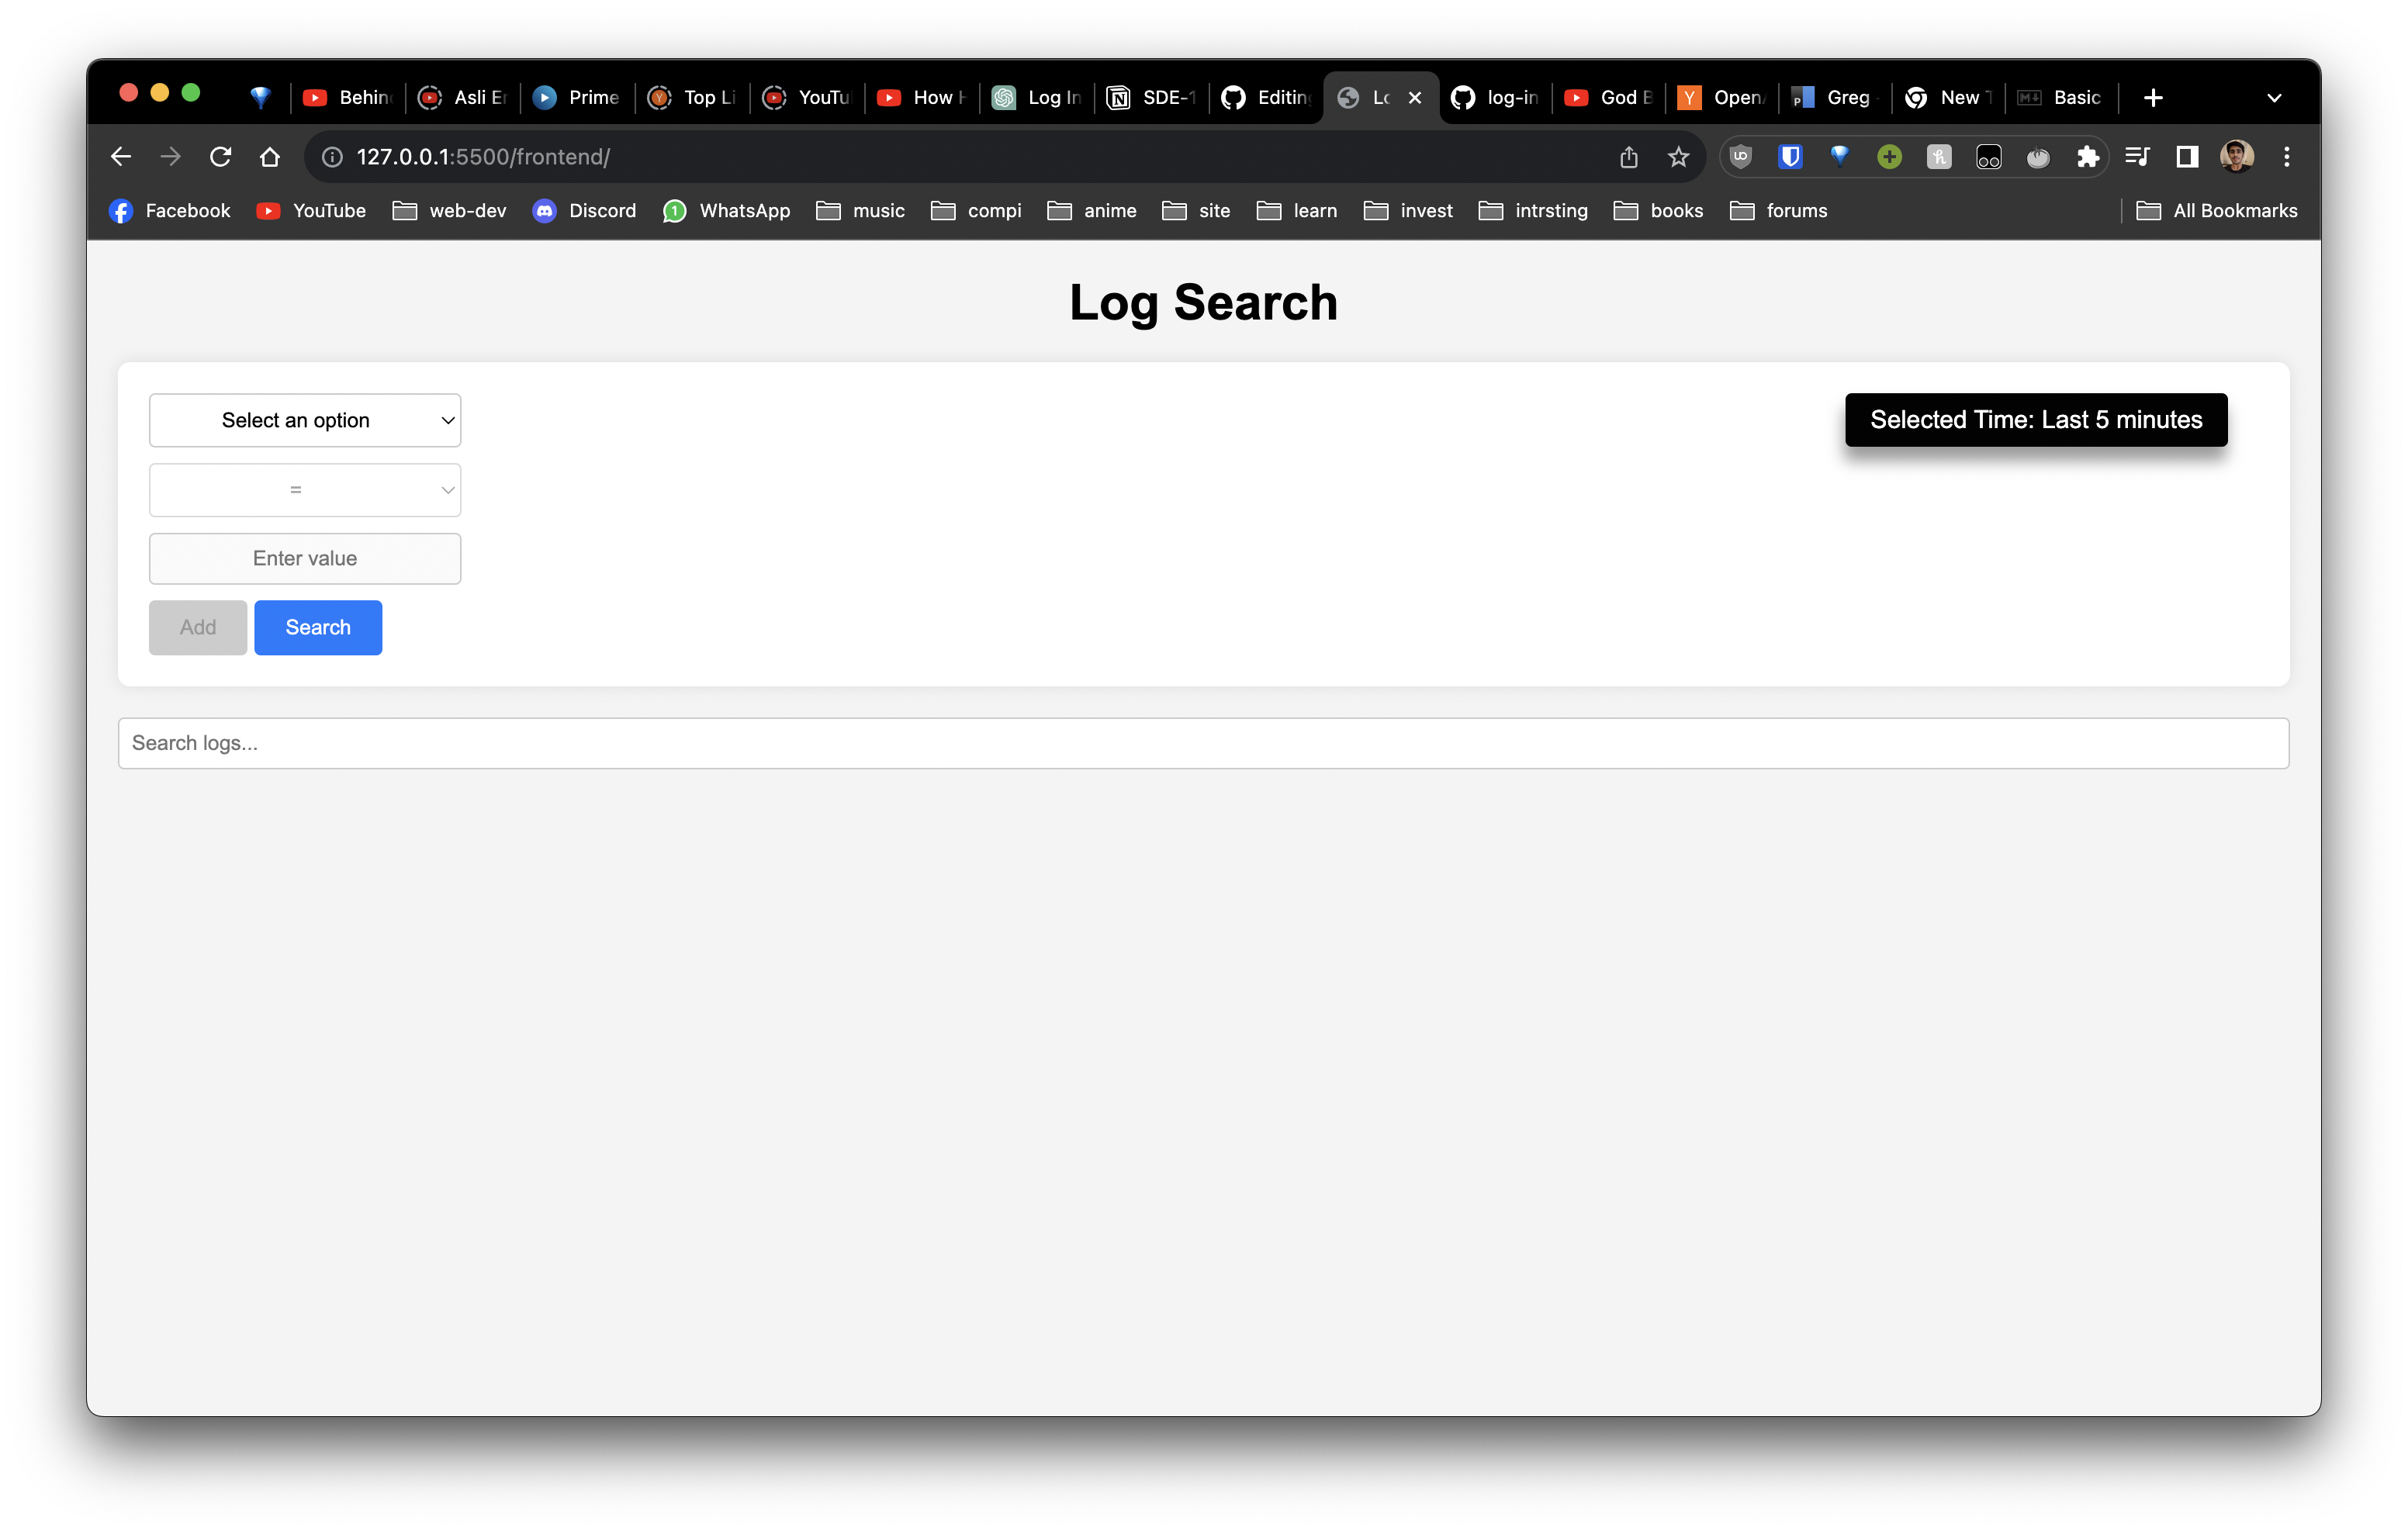 Behin Asli Er Prime Top Li YouTu How H Log In SDE-1 Editin Lo log-in God B Open Greg New T Basic
127.0.0.1:5500/frontend/
Facebook YouTube web-dev Discord WhatsApp music compi anime site learn invest intrsting books forums All Bookmarks
Log Search
Select an option
Selected Time: Last 5 minutes
=
Enter value
Add Search
Search logs...